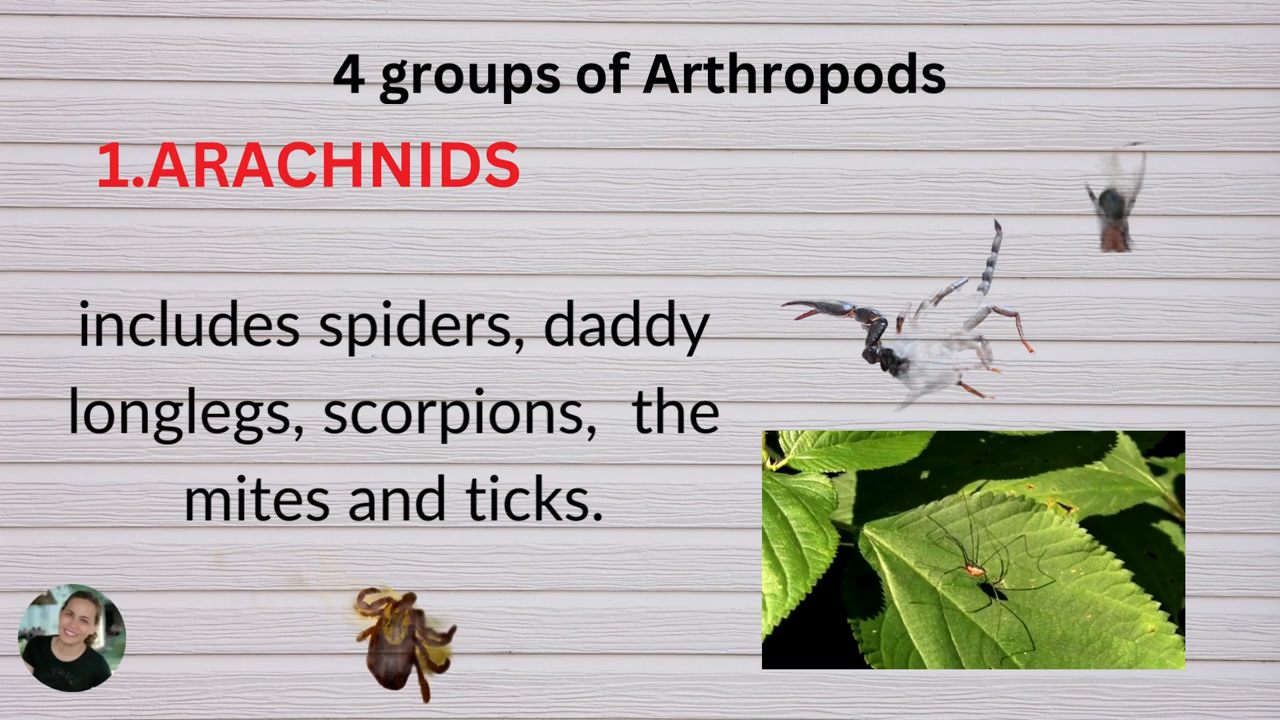 4 groups of Arthropods
1.ARACHNIDS
includes spiders, daddy
longlegs, scorpions,  the
mites and ticks.